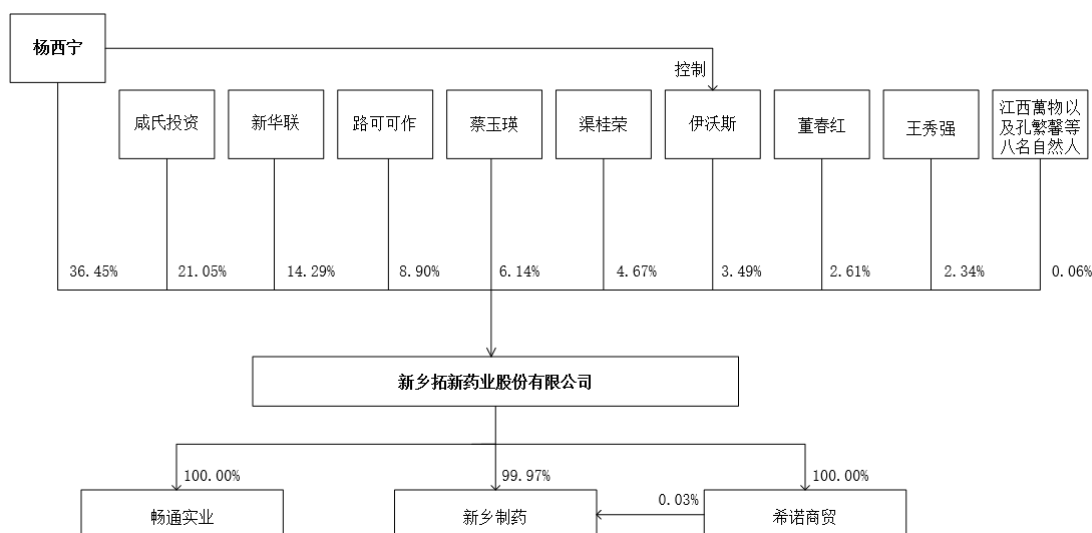 杨西宁
控制
咸氏投资
新华联
路可可作
蔡玉瑛
渠桂荣
伊沃斯
董春红
王秀强
江西萬物以
及孔繁馨等
八名自然人
36.45%
21.05%
14.29%
8.90%
6.14%
4.67%
3.49%
2.61%
2.34%
0.06%
新乡拓新药业股份有限公司
100.00%
99.97%
100.00%
0.03%
畅通实业
新乡制药
希诺商贸